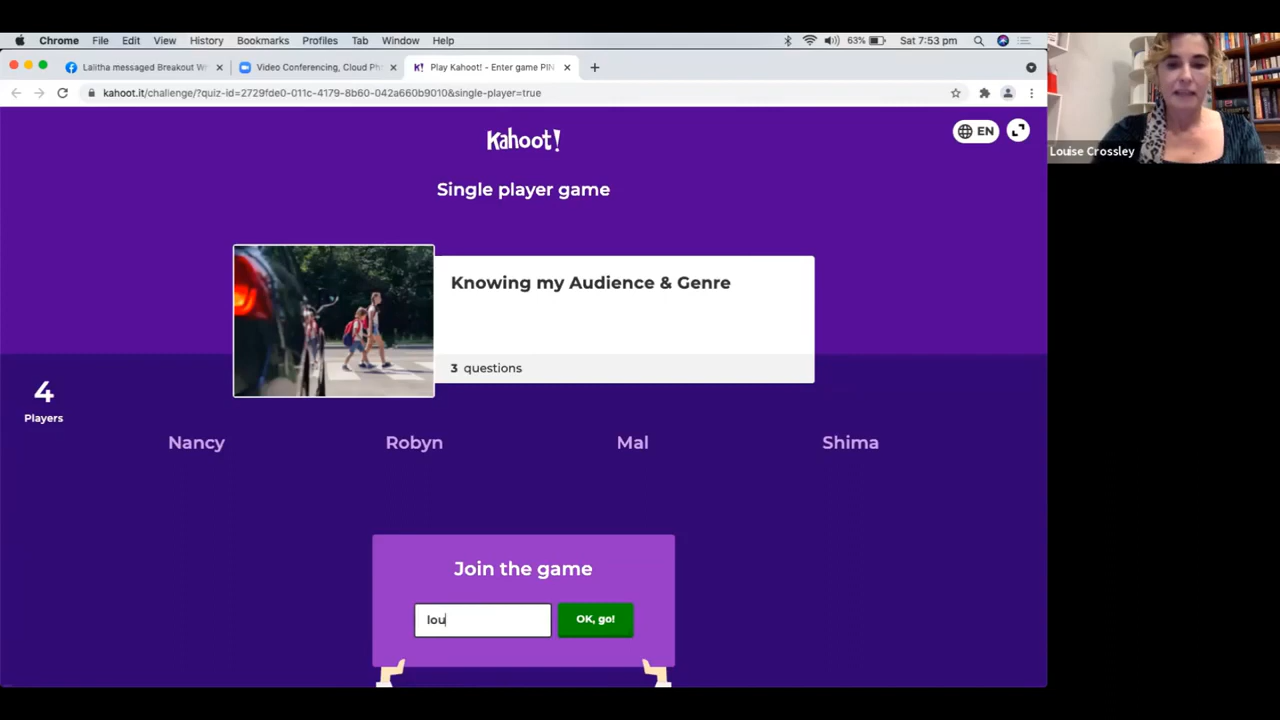 Chrome File Edit View History Bookmarks Profiles Tab Window Help 63% Sat 7:53 pm
Lalitha messaged Breakout Wr
Video Conferencing, Cloud Ph
K! Play Kahoot! - Enter game PIN
kahoot.it/challenge/?quiz-id=2729fde0-011c-4179-8b60-042a660b9010&single-player=true
Kahoot!
EN
Louise Crossley
Single player game
Knowing my Audience & Genre
3 questions
4
Players
Nancy Robyn Mal Shima
Join the game
lou
OK, go!